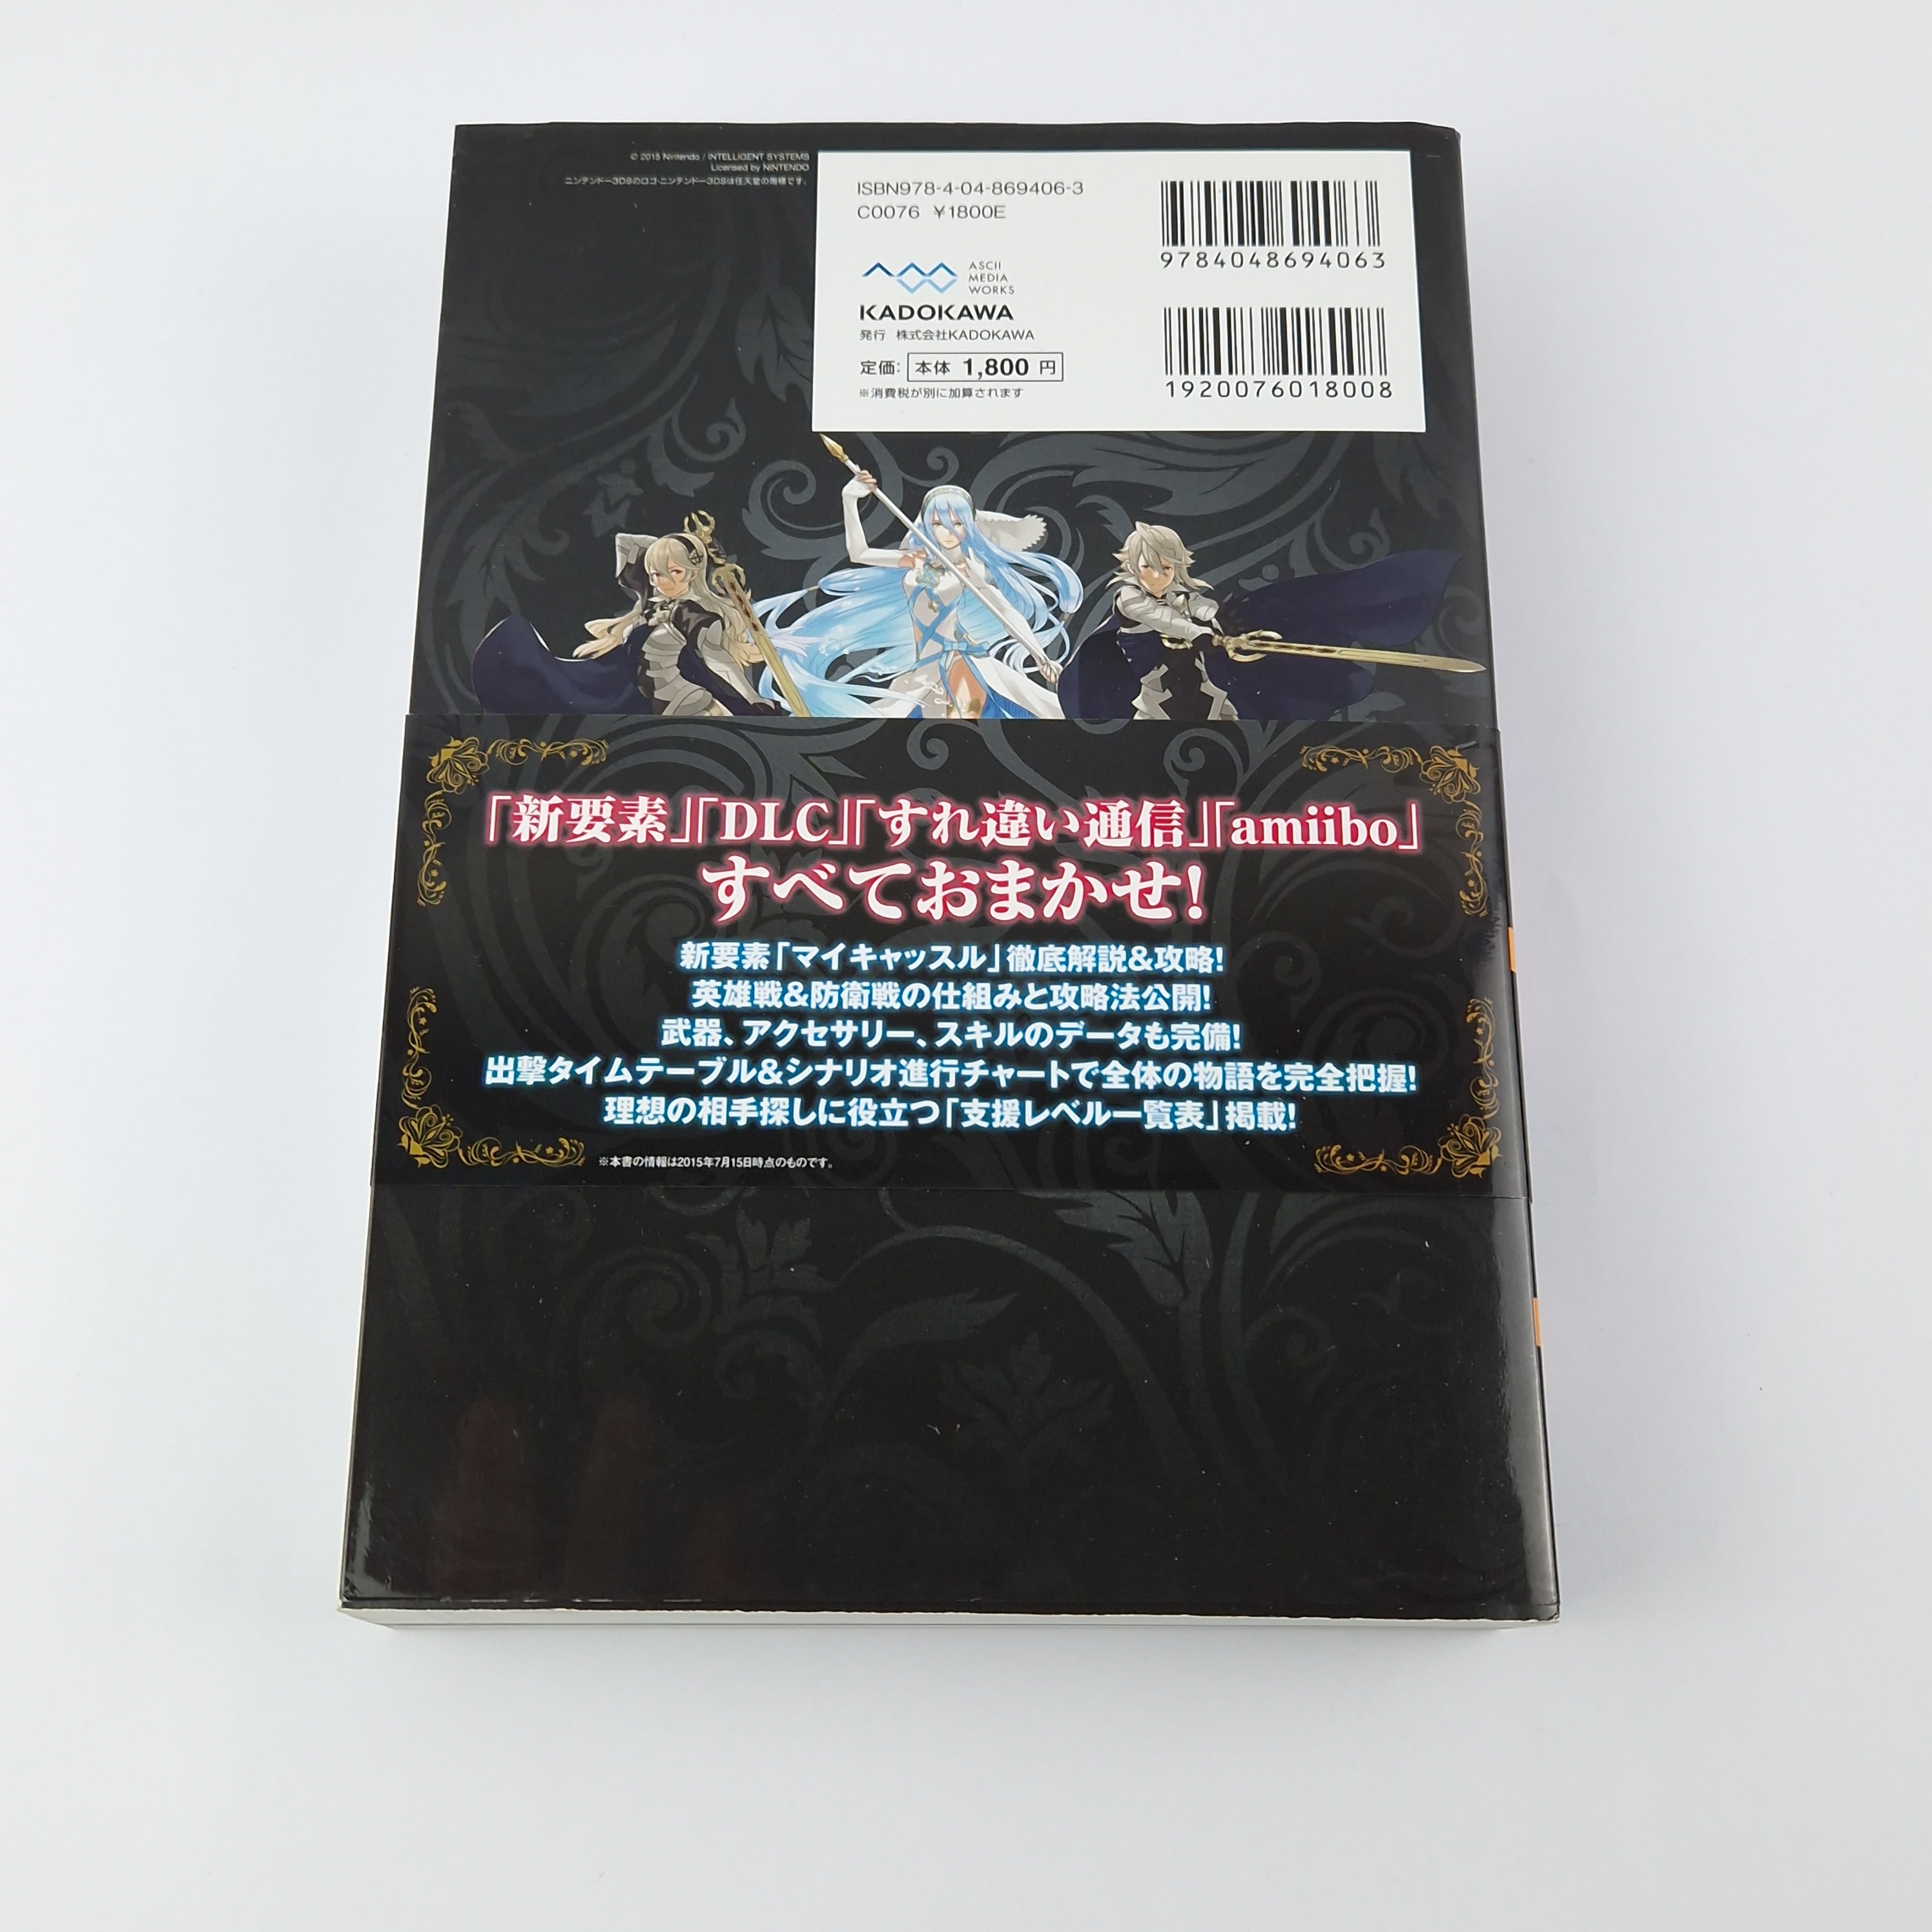 © 2015 Nintendo / INTELLIGENT SYSTEMS
Licensed by NINTENDO
ニンテンドー3DSのロゴ・ニンテンドー3DSは任天堂の商標です。
ISBN978-4-04-869406-3
C0076 ¥1800E
ASCII
MEDIA
WORKS
KADOKAWA
発行 株式会社KADOKAWA
定価: 本体 1,800 円
※消費税が別に加算されます
9784048694063
1920076018008
「新要素」「DLC」「すれ違い通信」「amiibo」
すべておまかせ!
新要素「マイキャッスル」徹底解説&攻略!
英雄戦&防衛戦の仕組みと攻略法公開!
武器、アクセサリー、スキルのデータも完備!
出撃タイムテーブル&シナリオ進行チャートで全体の物語を完全把握!
理想の相手探しに役立つ「支援レベル一覧表」掲載!
※本書の情報は2015年7月15日時点のものです。